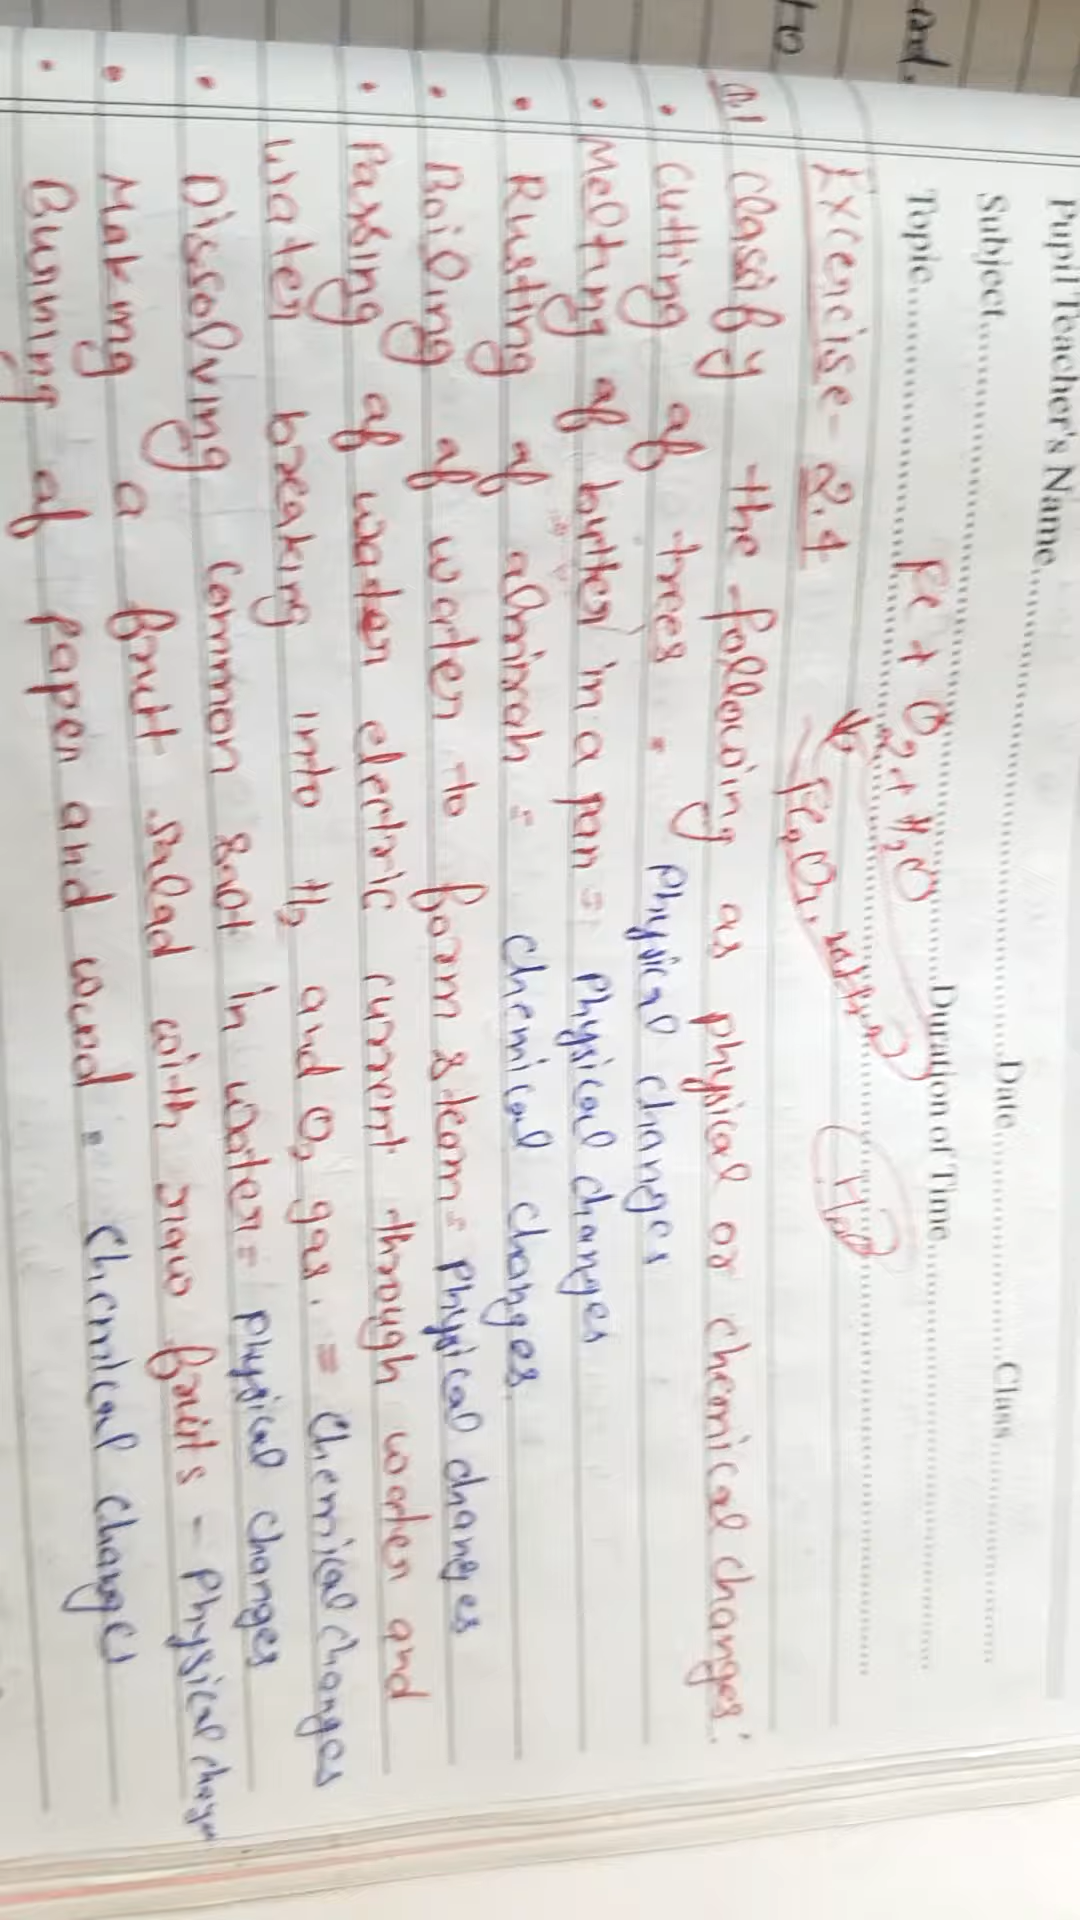 and.
to
Pupil Teacher's Name
Subject Date Class
Topic Duration of Time
Fe + O2 + H2O
Fe2O3.
H2O
Excercise - 2.4
Q.1 Classify the following as physical or chemical changes:
• Cutting of trees = Physical changes
• Melting of butter in a pan = Physical changes
• Rusting of almirah = Chemical changes.
• Boiling of water to form steam = Physical changes
• Passing of water electric current through water and
water breaking into H2 and O2 gas. = Chemical changes
• Dissolving common salt in water = Physical changes
• Making a fruit salad with raw fruits - Physical
• Burning of paper and wood = Chemical changes